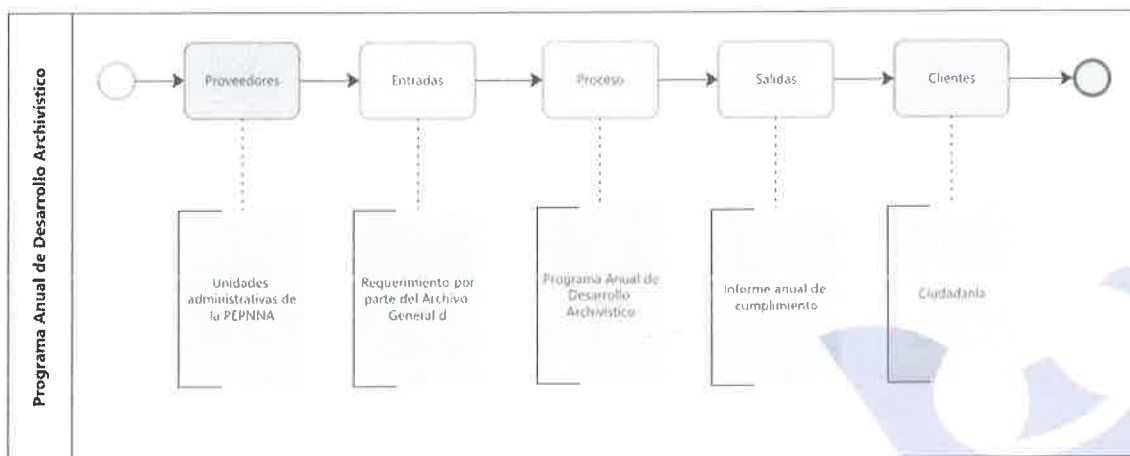 Programa Anual de Desarrollo Archivístico
Proveedores
Entradas
Proceso
Salidas
Clientes
Unidades
administrativas de
la PEPNNA
Requerimiento por
parte del Archivo
General d
Programa Anual de
Desarrollo
Archivístico
Informe anual de
cumplimiento
Ciudadanía